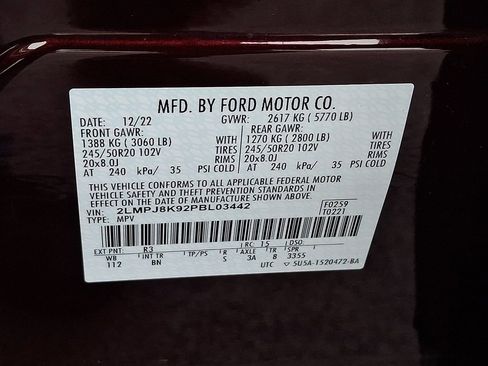 MFD. BY FORD MOTOR CO.
DATE: 12/22 GVWR: 2617 KG ( 5770 LB)
FRONT GAWR: REAR GAWR:
1388 KG ( 3060 LB) 1270 KG ( 2800 LB)
245/50R20 102V TIRES 245/50R20 102V TIRES
20x8.0J RIMS 20x8.0J RIMS
AT 240 kPa/ 35 PSI COLD AT 240 kPa/ 35 PSI COLD
THIS VEHICLE CONFORMS TO ALL APPLICABLE FEDERAL MOTOR
VEHICLE SAFETY AND THEFT PREVENTION STANDARDS IN
EFFECT ON THE DATE OF MANUFACTURE SHOWN ABOVE.
VIN: 2LMPJ8K92PBL03442 F0259
TYPE: MPV T0221
EXT PNT: R3 RC: 15 DSO:
WB INT TR TP/PS R AXLE TR SPR
112 BN S 3A 8 3355
UTC 5U5A-1520472-BA